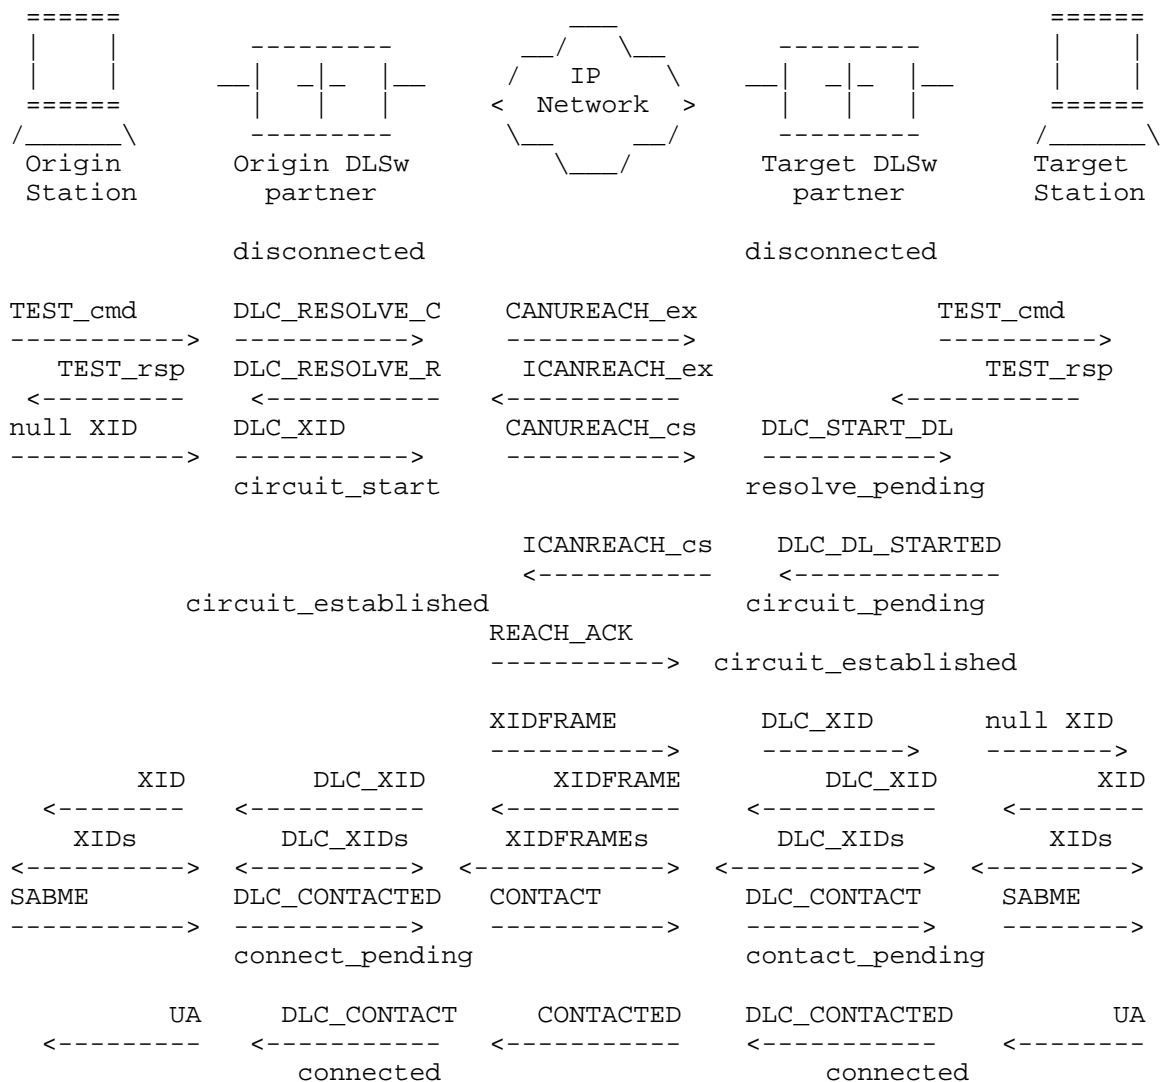 IP
Network
Origin Origin DLSw Target DLSw Target
Station partner partner Station
disconnected disconnected
TEST_cmd DLC_RESOLVE_C CANUREACH_ex TEST_cmd
TEST_rsp DLC_RESOLVE_R ICANREACH_ex TEST_rsp
null XID DLC_XID CANUREACH_cs DLC_START_DL
circuit_start resolve_pending
ICANREACH_cs DLC_DL_STARTED
circuit_established circuit_pending
REACH_ACK
circuit_established
XIDFRAME DLC_XID null XID
XID DLC_XID XIDFRAME DLC_XID XID
XIDs DLC_XIDs XIDFRAMEs DLC_XIDs XIDs
SABME DLC_CONTACTED CONTACT DLC_CONTACT SABME
connect_pending contact_pending
UA DLC_CONTACT CONTACTED DLC_CONTACTED UA
connected connected